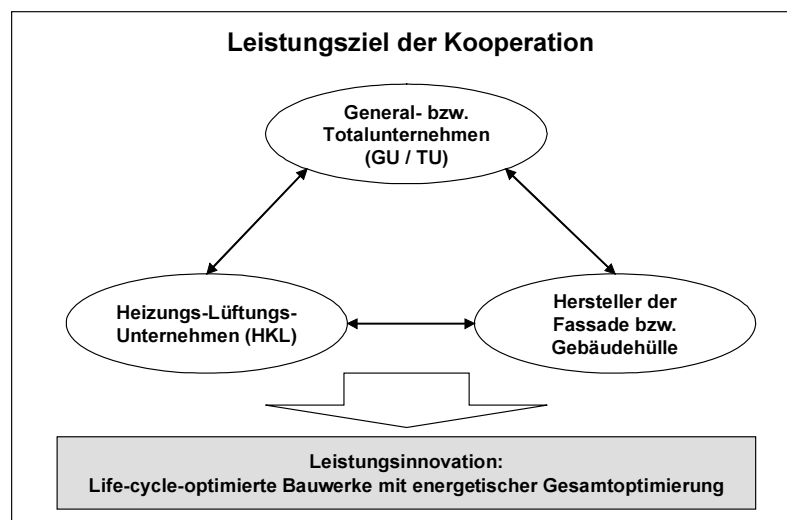 Leistungsziel der Kooperation
General- bzw.
Totalunternehmen
(GU / TU)
Heizungs-Lüftungs-
Unternehmen (HKL)
Hersteller der
Fassade bzw.
Gebäudehülle
Leistungsinnovation:
Life-cycle-optimierte Bauwerke mit energetischer Gesamtoptimierung